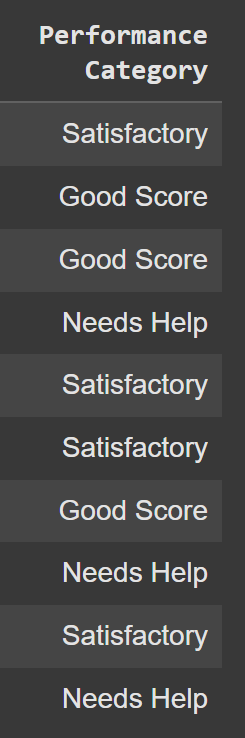 Performance
Category
Satisfactory
Good Score
Good Score
Needs Help
Satisfactory
Satisfactory
Good Score
Needs Help
Satisfactory
Needs Help